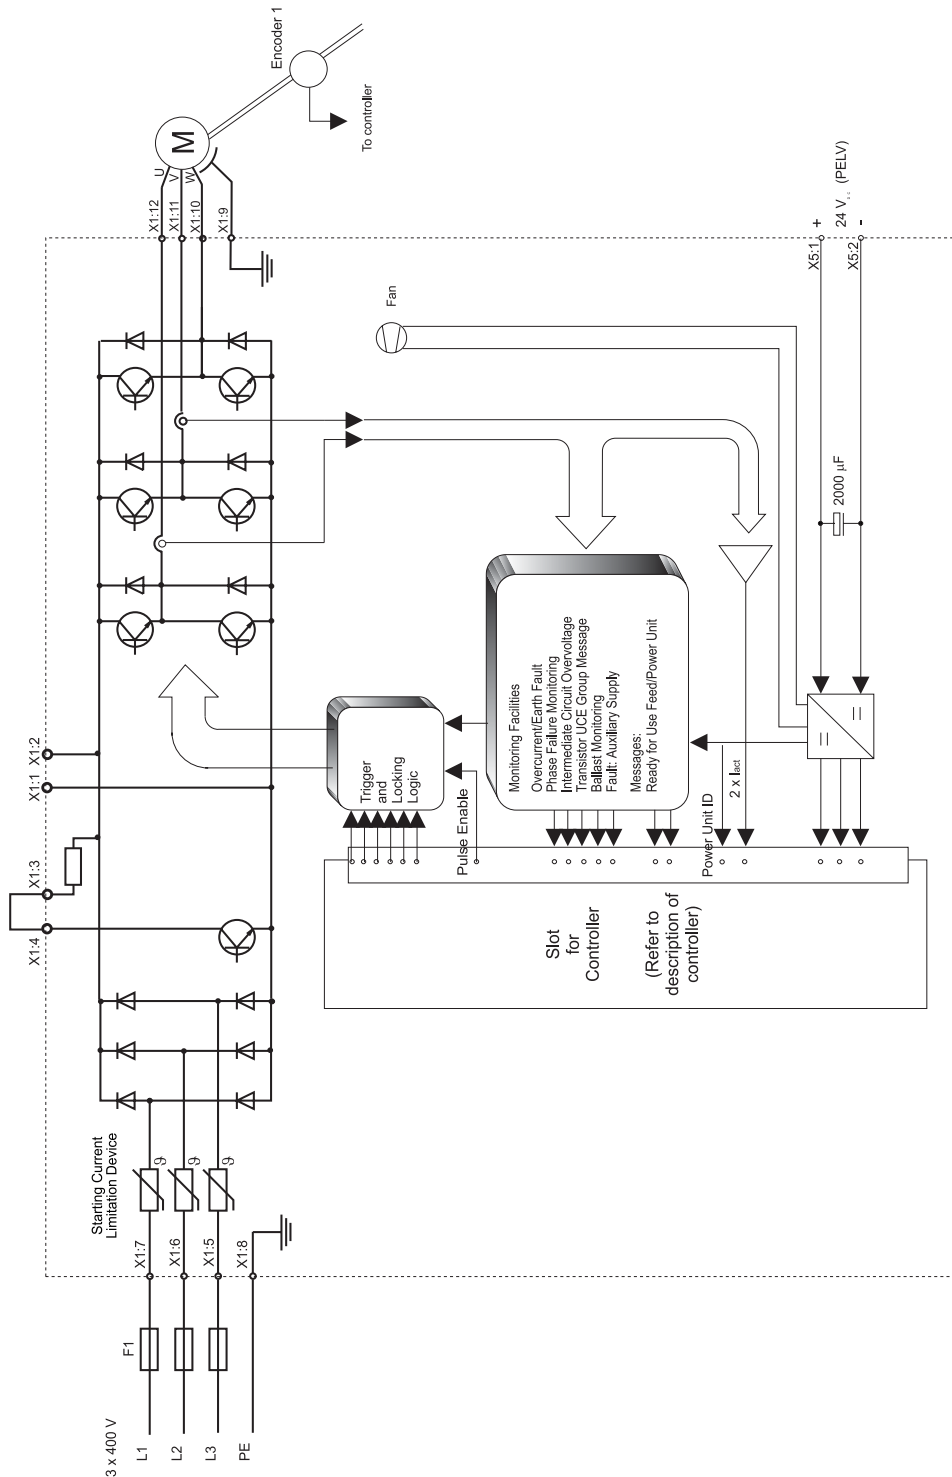 3 x 400 V
L1
L2
L3
PE
F1
X1:7
X1:6
X1:5
X1:8
Starting Current
Limitation Device
ϑ
ϑ
ϑ
X1:4
X1:3
X1:1
X1:2
X1:12
X1:11
X1:10
X1:9
U
V
W
M
Encoder 1
To controller
Fan
Trigger
and
Locking
Logic
Pulse Enable
Monitoring Facilities
Overcurrent/Earth Fault
Phase Failure Monitoring
Intermediate Circuit Overvoltage
Transistor UCE Group Message
Ballast Monitoring
Fault: Auxiliary Supply
Messages:
Ready for Use Feed/Power Unit
Power Unit ID
2 x Iact
Slot
for
Controller
(Refer to
description of
controller)
2000 µF
X5:1
X5:2
+
24 V (PELV)
-